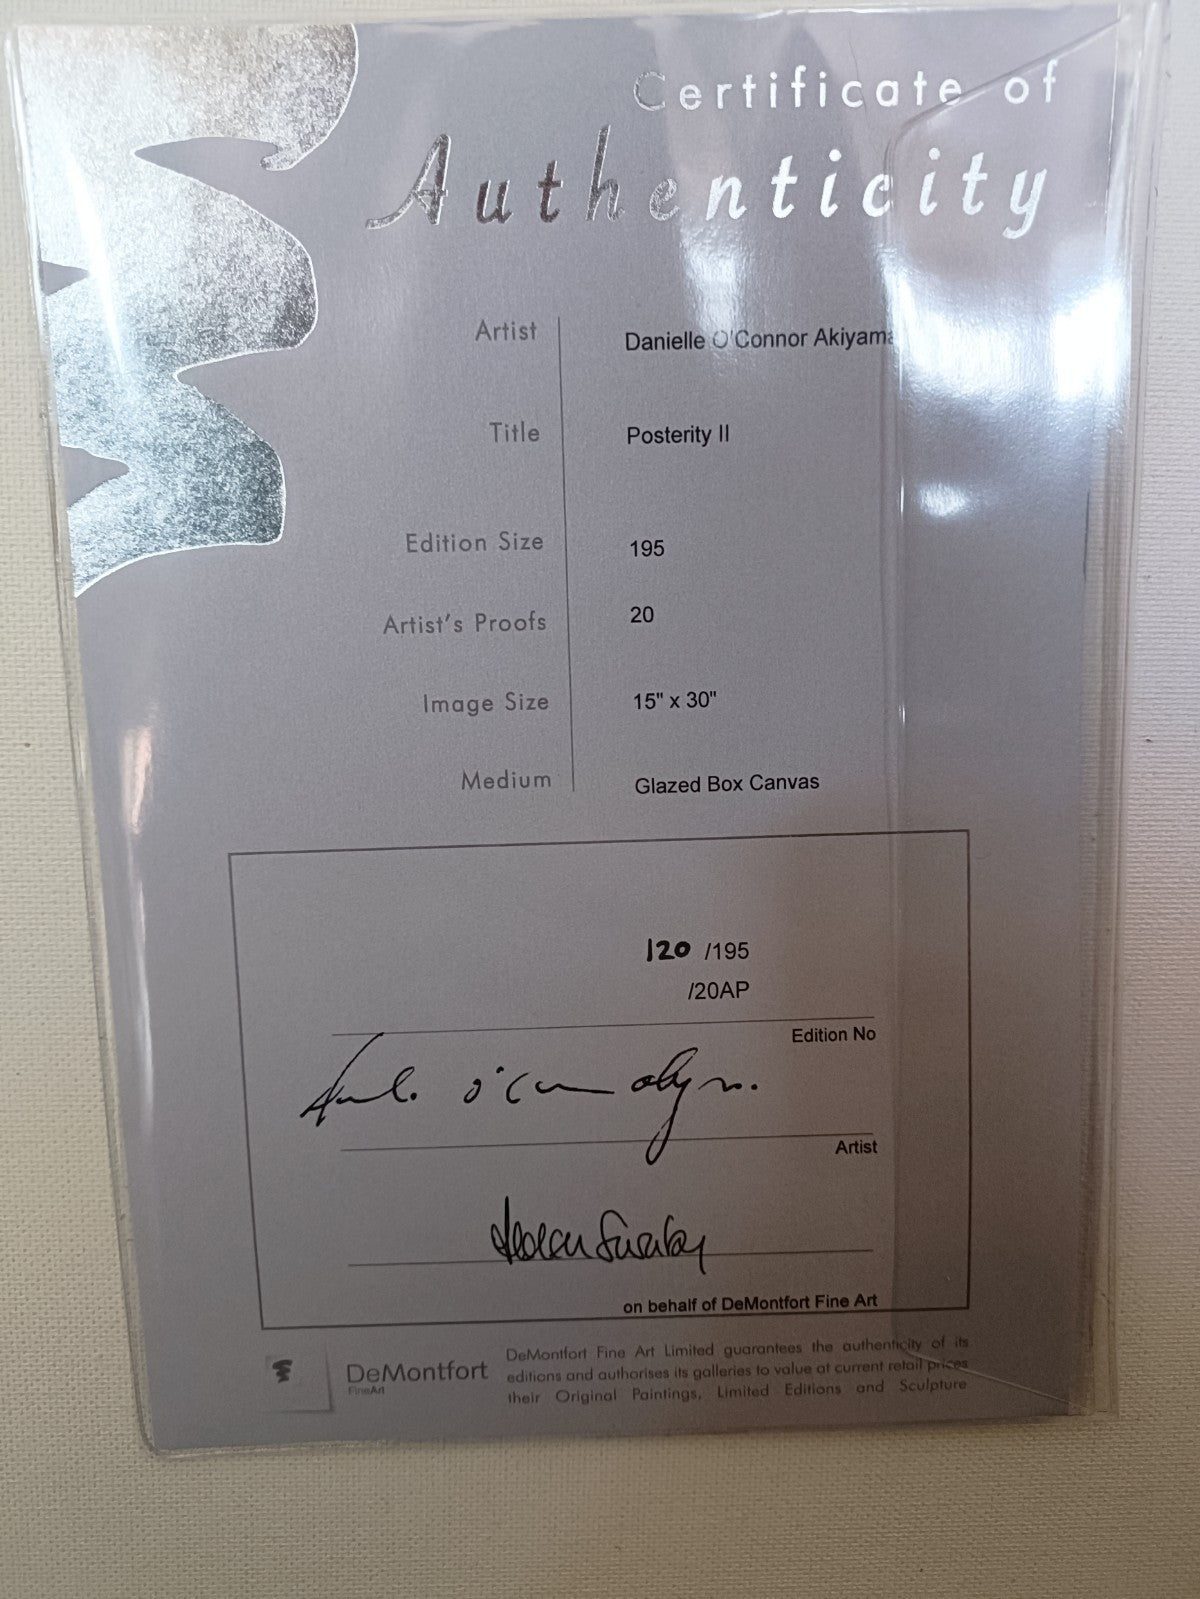 Certificate of
Authenticity
Artist Danielle O'Connor Akiyama
Title Posterity II
Edition Size 195
Artist's Proofs 20
Image Size 15" x 30"
Medium Glazed Box Canvas
120 /195
/20AP
Edition No
Artist
on behalf of DeMontfort Fine Art
DeMontfort
FineArt
DeMontfort Fine Art Limited guarantees the authenticity of its
editions and authorises its galleries to value at current retail prices
their Original Paintings, Limited Editions and Sculpture